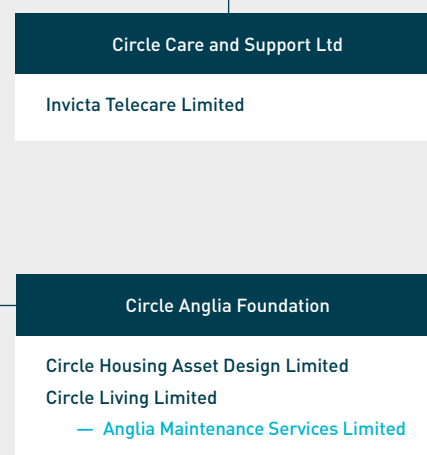 Circle Care and Support Ltd
Invicta Telecare Limited
Circle Anglia Foundation
Circle Housing Asset Design Limited
Circle Living Limited
— Anglia Maintenance Services Limited